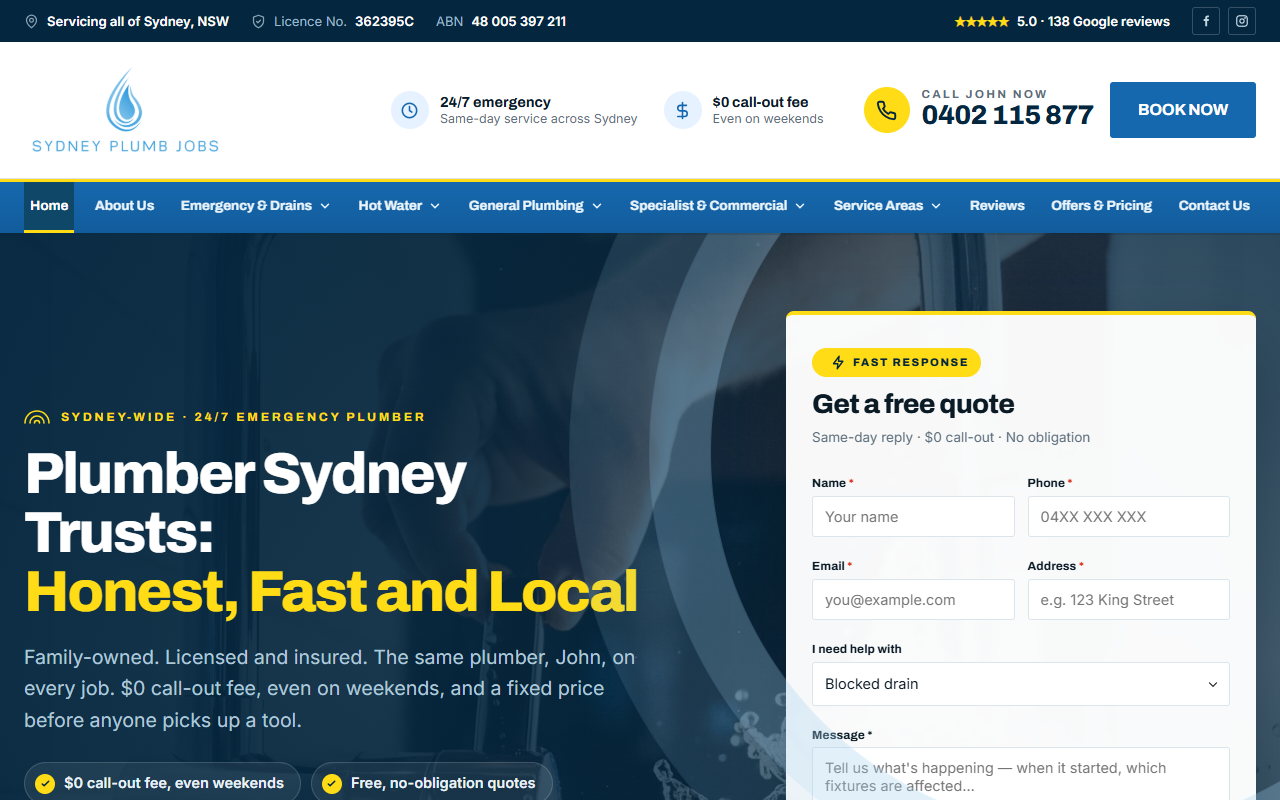 Servicing all of Sydney, NSW
Licence No. 362395C
ABN 48 005 397 211
★★★★★ 5.0 · 138 Google reviews
SYDNEY PLUMB JOBS
24/7 emergency
Same-day service across Sydney
$0 call-out fee
Even on weekends
CALL JOHN NOW
0402 115 877
BOOK NOW
Home
About Us
Emergency & Drains
Hot Water
General Plumbing
Specialist & Commercial
Service Areas
Reviews
Offers & Pricing
Contact Us
SYDNEY-WIDE · 24/7 EMERGENCY PLUMBER
Plumber Sydney
Trusts:
Honest, Fast and Local
Family-owned. Licensed and insured. The same plumber, John, on
every job. $0 call-out fee, even on weekends, and a fixed price
before anyone picks up a tool.
$0 call-out fee, even weekends
Free, no-obligation quotes
FAST RESPONSE
Get a free quote
Same-day reply · $0 call-out · No obligation
Name *
Phone *
Your name
04XX XXX XXX
Email *
Address *
you@example.com
e.g. 123 King Street
I need help with
Blocked drain
Message *
Tell us what's happening — when it started, which
fixtures are affected...